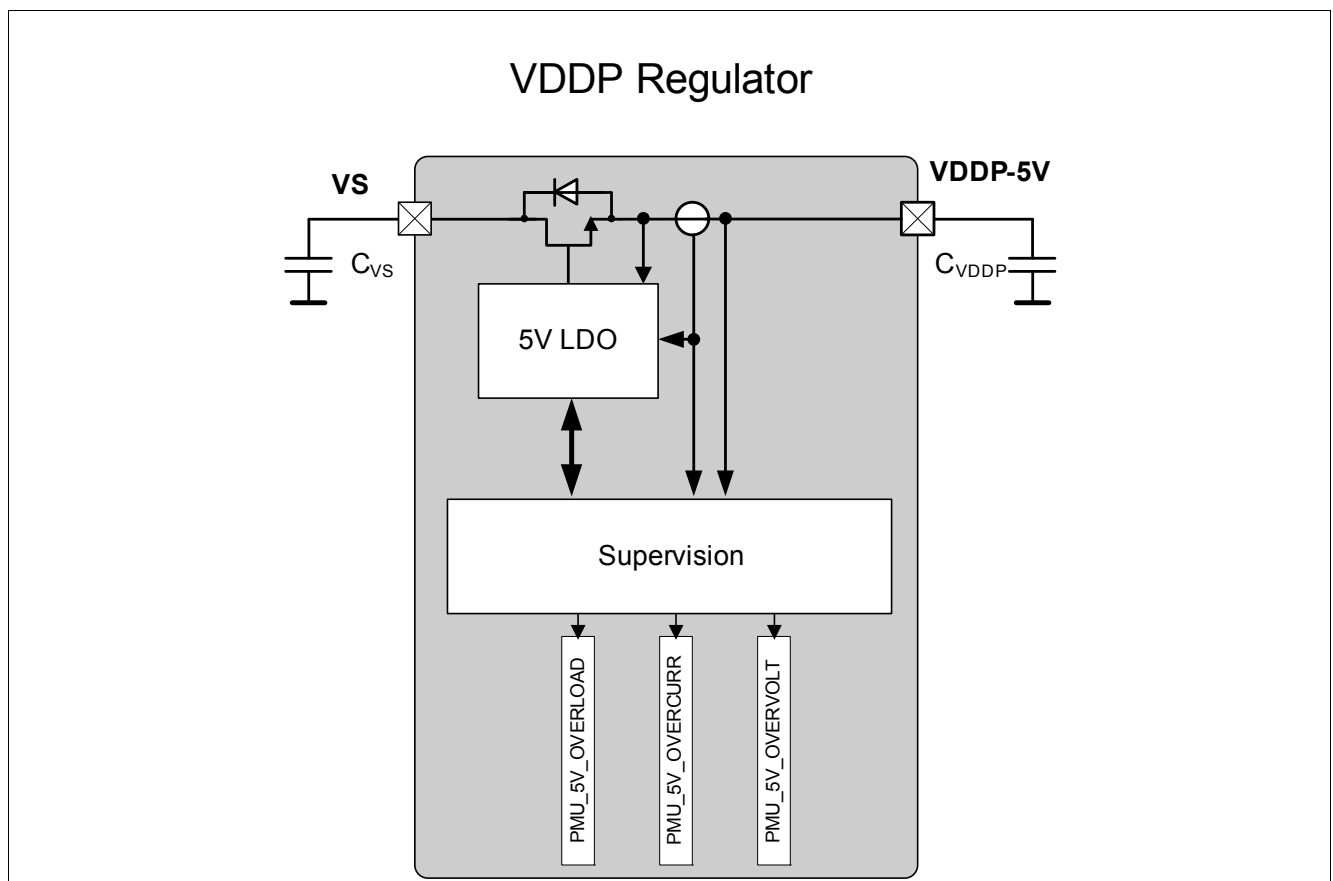 VDDP Regulator
VS
VDDP-5V
CVS
CVDDP
5V LDO
Supervision
PMU_5V_OVERLOAD
PMU_5V_OVERCURR
PMU_5V_OVERVOLT